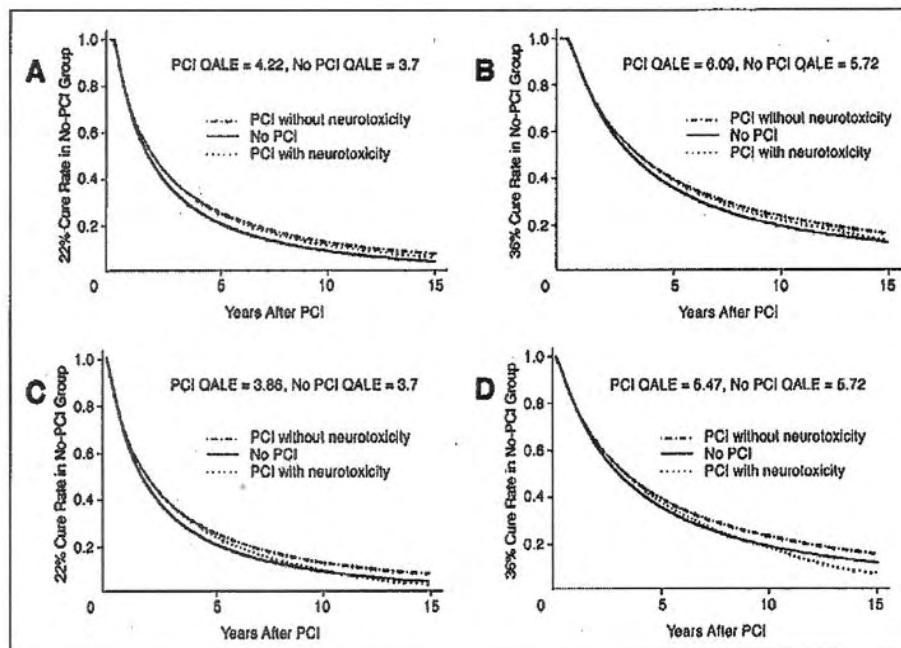 A
PCI QALE = 4.22, No PCI QALE = 3.7
PCI without neurotoxicity
No PCI
PCI with neurotoxicity
22% Cure Rate in No-PCI Group
1.0
0.8
0.6
0.4
0.2
0
5
10
15
Years After PCI
B
PCI QALE = 6.09, No PCI QALE = 5.72
PCI without neurotoxicity
No PCI
PCI with neurotoxicity
36% Cure Rate in No-PCI Group
1.0
0.8
0.6
0.4
0.2
0
5
10
15
Years After PCI
C
PCI QALE = 3.86, No PCI QALE = 3.7
PCI without neurotoxicity
No PCI
PCI with neurotoxicity
22% Cure Rate in No-PCI Group
1.0
0.8
0.6
0.4
0.2
0
5
10
15
Years After PCI
D
PCI QALE = 5.47, No PCI QALE = 5.72
PCI without neurotoxicity
No PCI
PCI with neurotoxicity
36% Cure Rate in No-PCI Group
1.0
0.8
0.6
0.4
0.2
0
5
10
15
Years After PCI